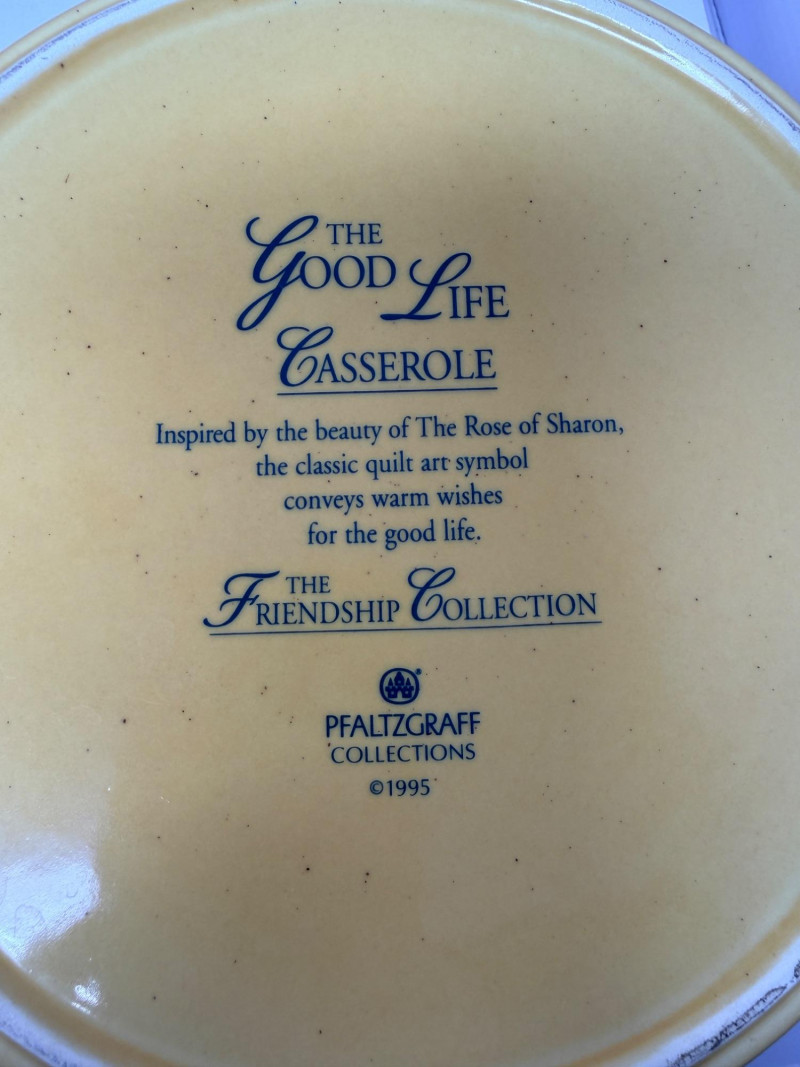 THE
GOOD LIFE
CASSEROLE
Inspired by the beauty of The Rose of Sharon,
the classic quilt art symbol
conveys warm wishes
for the good life.
THE
FRIENDSHIP COLLECTION
PFALTZGRAFF
COLLECTIONS
©1995